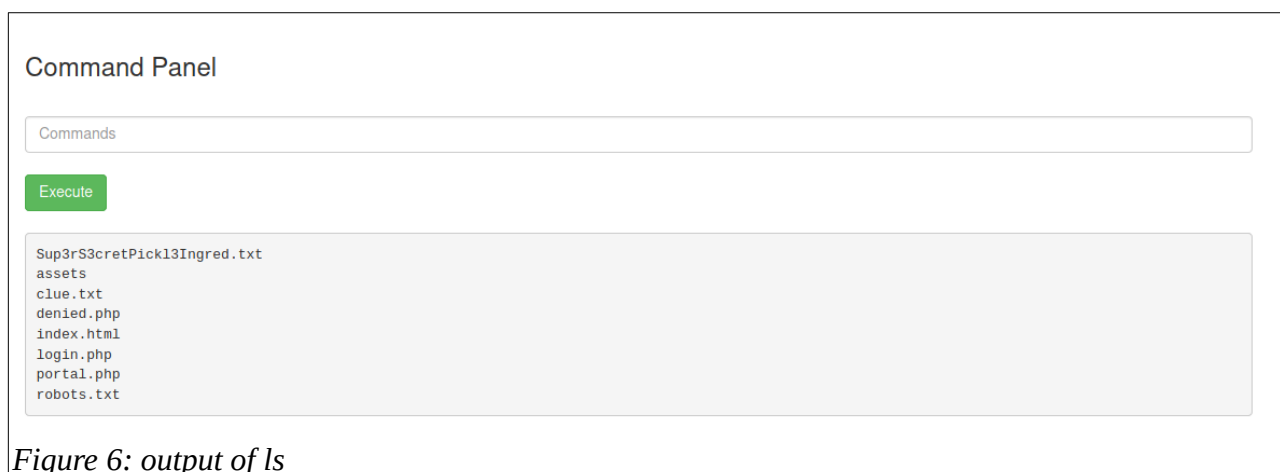 Command Panel
Commands
Execute
Sup3rS3cretPickl3Ingred.txt
assets
clue.txt
denied.php
index.html
login.php
portal.php
robots.txt
Figure 6: output of ls